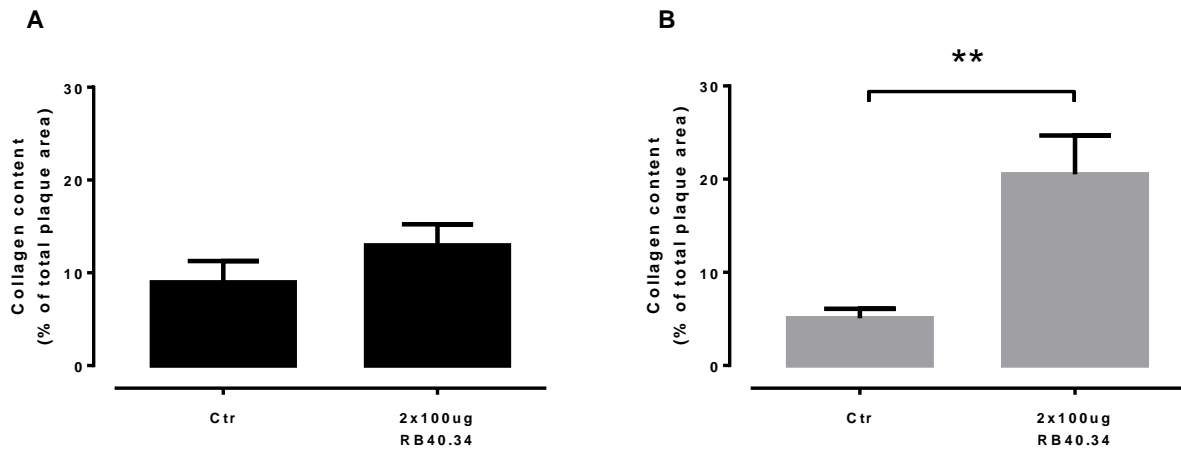 A
Collagen content
(% of total plaque area)
30
20
10
0
Ctr
2x100ug
RB40.34
B
**
Collagen content
(% of total plaque area)
30
20
10
0
Ctr
2x100ug
RB40.34